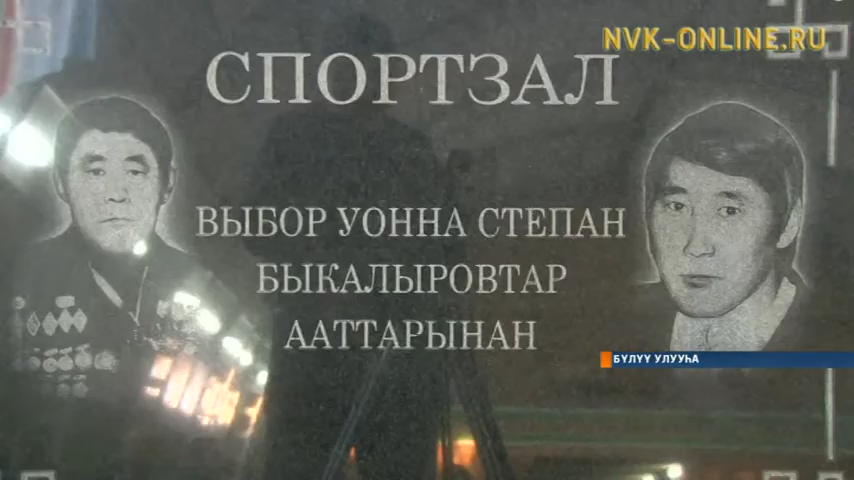 NVK-ONLINE.RU
СПОРТЗАЛ
ВЫБОР УОННА СТЕПАН
БЫКАЛЫРОВТАР
ААТТАРЫНАН
БҮЛҮҮ УЛУУҺА